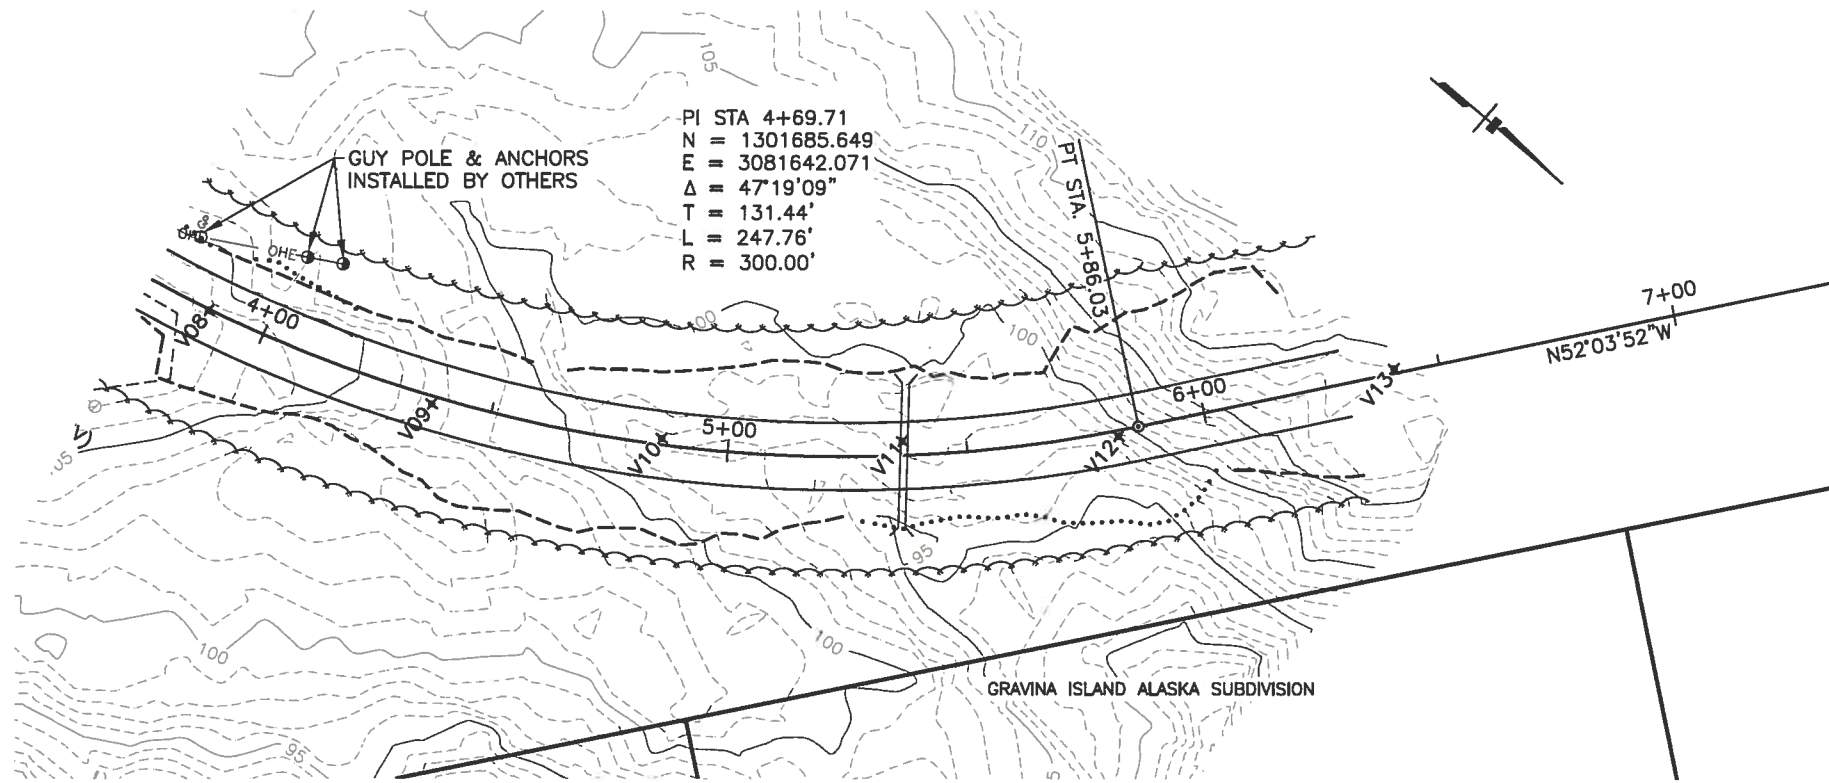 105
110
PI STA 4+69.71
N = 1301685.649
E = 3081642.071
Δ = 47°19'09"
T = 131.44'
L = 247.76'
R = 300.00'
GUY POLE & ANCHORS
INSTALLED BY OTHERS
PT STA. 5+86.03
OHE
4+00
V08
100
100
7+00
N52°03'52"W
6+00
V13
V09
5+00
V10
V11
V12
95
100
100
GRAVINA ISLAND ALASKA SUBDIVISION
95